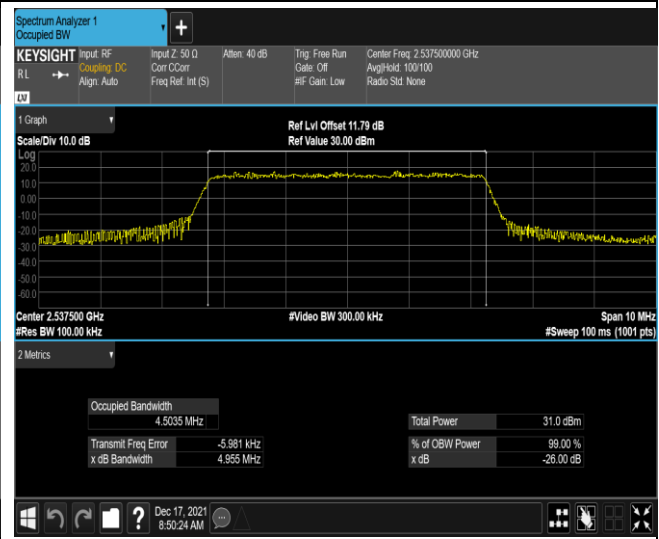 Spectrum Analyzer 1
Occupied BW
+
KEYSIGHT Input: RF Input Z: 50 Ω Atten: 40 dB Trig: Free Run Center Freq: 2.537500000 GHz
RL Coupling: DC Corr CCorr Gate: Off Avg|Hold: 100/100
Align: Auto Freq Ref: Int (S) #IF Gain: Low Radio Std: None
LXI
1 Graph
Ref Lvl Offset 11.79 dB
Scale/Div 10.0 dB Ref Value 30.00 dBm
Log
20.0
10.0
0.00
-10.0
-20.0
-30.0
-40.0
-50.0
-60.0
Center 2.537500 GHz #Video BW 300.00 kHz Span 10 MHz
#Res BW 100.00 kHz #Sweep 100 ms (1001 pts)
2 Metrics
Occupied Bandwidth
4.5035 MHz Total Power 31.0 dBm
Transmit Freq Error -5.981 kHz % of OBW Power 99.00 %
x dB Bandwidth 4.955 MHz x dB -26.00 dB
? Dec 17, 2021
8:50:24 AM